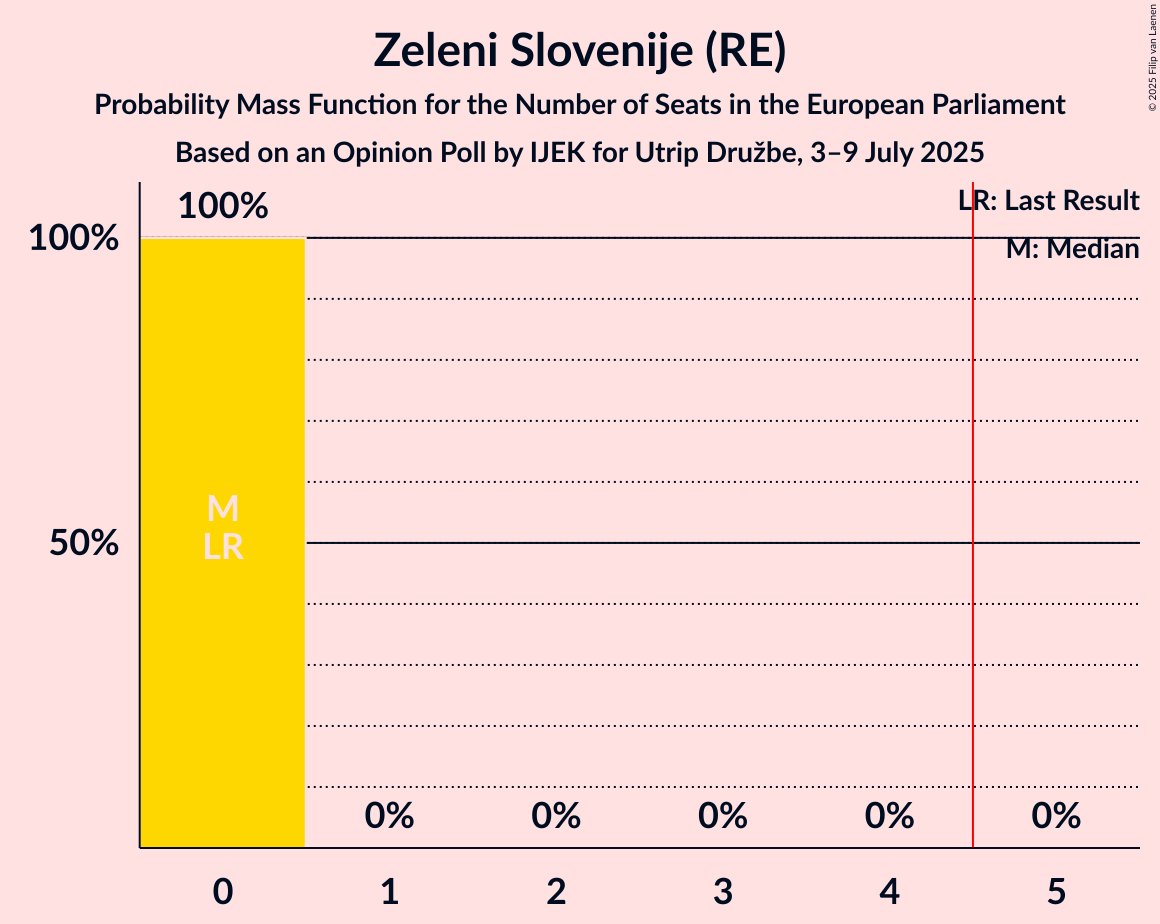 Zeleni Slovenije (RE)
Probability Mass Function for the Number of Seats in the European Parliament
Based on an Opinion Poll by IJEK for Utrip Družbe, 3–9 July 2025
© 2025 Filip van Laenen
LR: Last Result
M: Median
100%
100%
50%
M
LR
0% 0% 0% 0% 0%
0 1 2 3 4 5